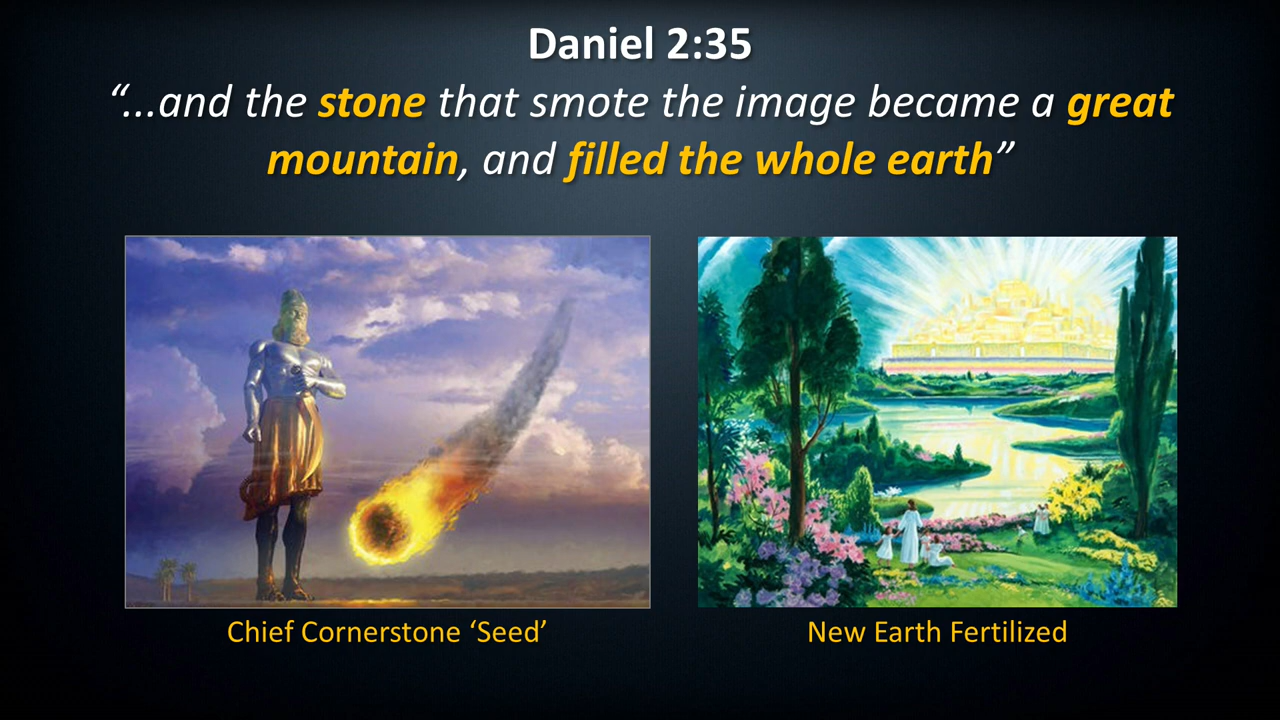 Daniel 2:35
“...and the stone that smote the image became a great
mountain, and filled the whole earth”
Chief Cornerstone ‘Seed’
New Earth Fertilized